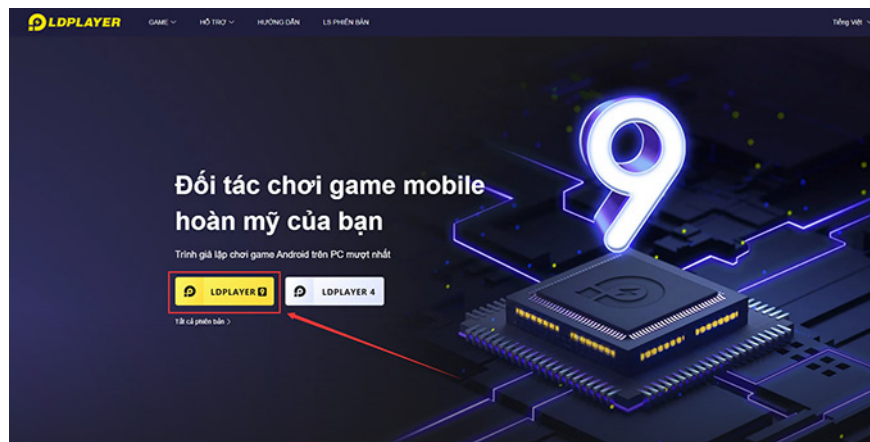 LDPLAYER
GAME
HỖ TRỢ
HƯỚNG DẪN
LS PHIÊN BẢN
Tiếng Việt
9
Đối tác chơi game mobile
hoàn mỹ của bạn
Trình giả lập chơi game Android trên PC mượt nhất
LDPLAYER 9
LDPLAYER 4
Tất cả phiên bản >